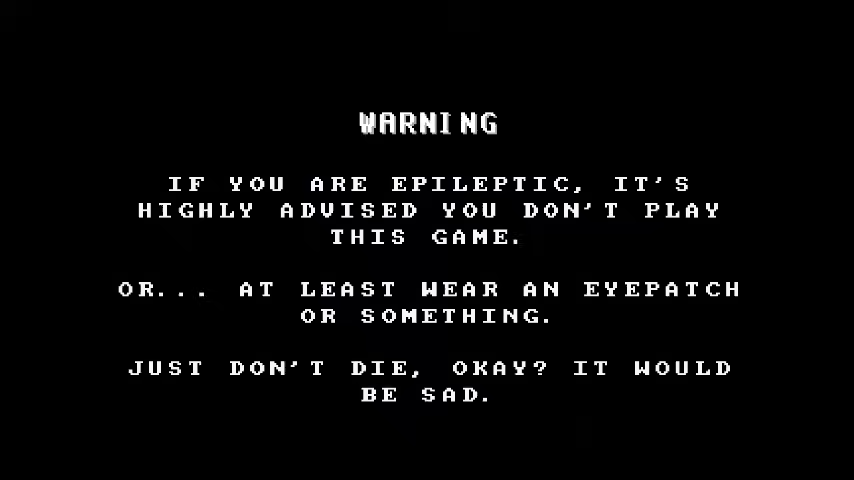 WARNING
IF YOU ARE EPILEPTIC, IT'S
HIGHLY ADVISED YOU DON'T PLAY
THIS GAME.
OR... AT LEAST WEAR AN EYEPATCH
OR SOMETHING.
JUST DON'T DIE, OKAY? IT WOULD
BE SAD.